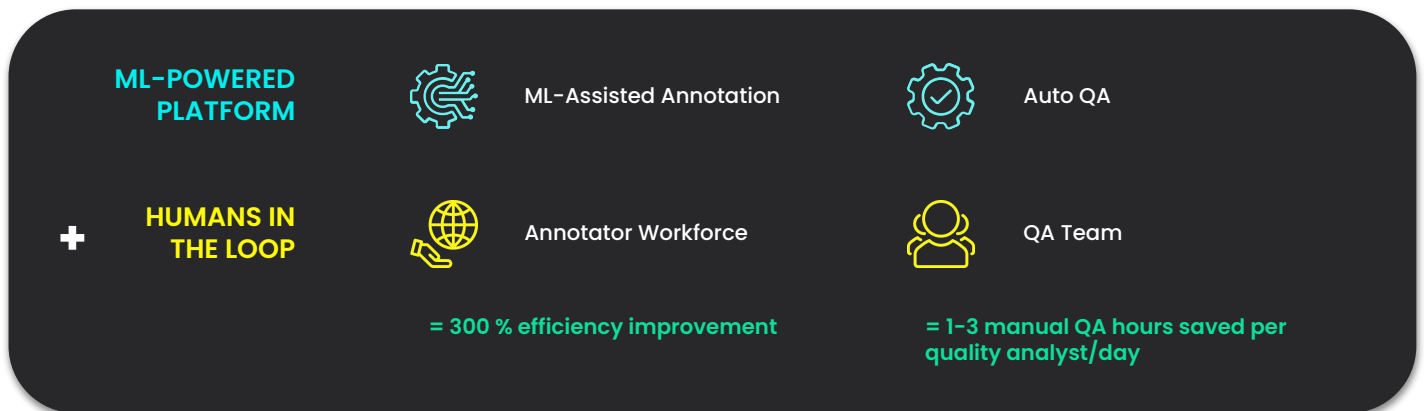 ML-POWERED
PLATFORM
ML-Assisted Annotation
Auto QA
+
HUMANS IN
THE LOOP
Annotator Workforce
QA Team
= 300 % efficiency improvement
= 1-3 manual QA hours saved per
quality analyst/day